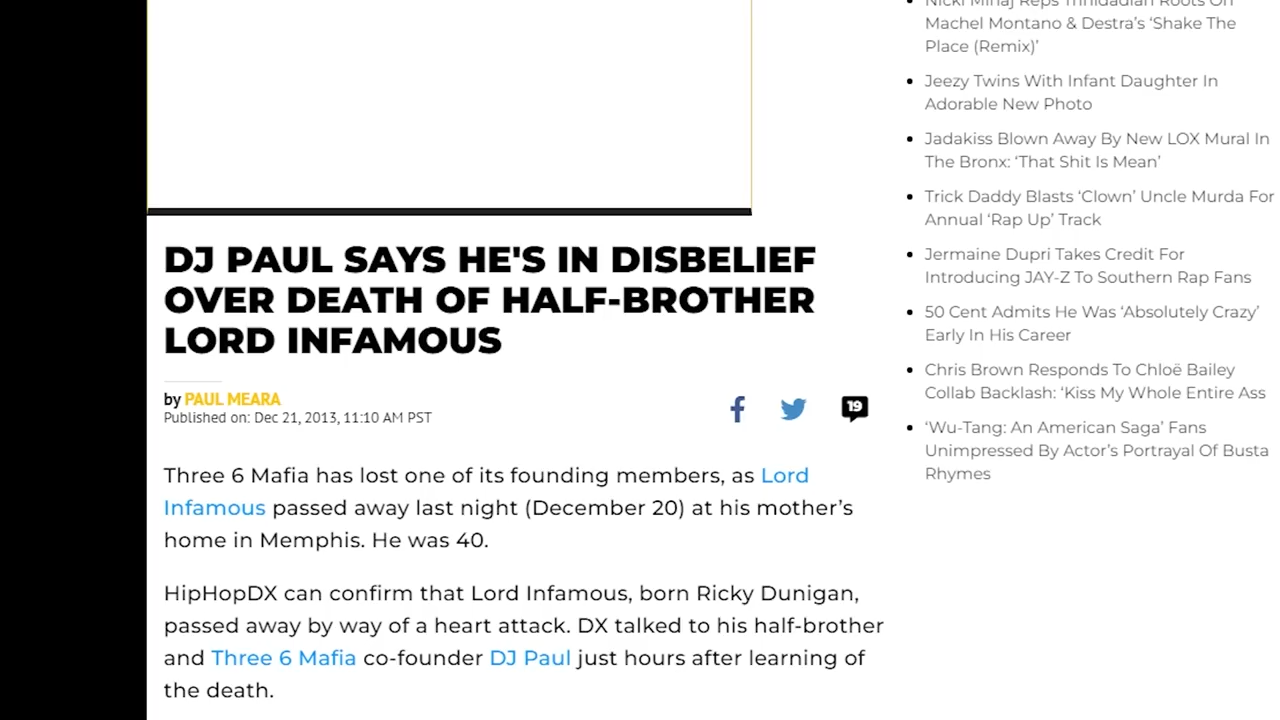 DJ PAUL SAYS HE'S IN DISBELIEF
OVER DEATH OF HALF-BROTHER
LORD INFAMOUS
by PAUL MEARA
Published on: Dec 21, 2013, 11:10 AM PST
19
Three 6 Mafia has lost one of its founding members, as Lord
Infamous passed away last night (December 20) at his mother’s
home in Memphis. He was 40.
HipHopDX can confirm that Lord Infamous, born Ricky Dunigan,
passed away by way of a heart attack. DX talked to his half-brother
and Three 6 Mafia co-founder DJ Paul just hours after learning of
the death.
Nicki Minaj Reps Trinidadian Roots On
Machel Montano & Destra’s ‘Shake The
Place (Remix)’
Jeezy Twins With Infant Daughter In
Adorable New Photo
Jadakiss Blown Away By New LOX Mural In
The Bronx: ‘That Shit Is Mean’
Trick Daddy Blasts ‘Clown’ Uncle Murda For
Annual ‘Rap Up’ Track
Jermaine Dupri Takes Credit For
Introducing JAY-Z To Southern Rap Fans
50 Cent Admits He Was ‘Absolutely Crazy’
Early In His Career
Chris Brown Responds To Chloë Bailey
Collab Backlash: ‘Kiss My Whole Entire Ass
‘Wu-Tang: An American Saga’ Fans
Unimpressed By Actor’s Portrayal Of Busta
Rhymes